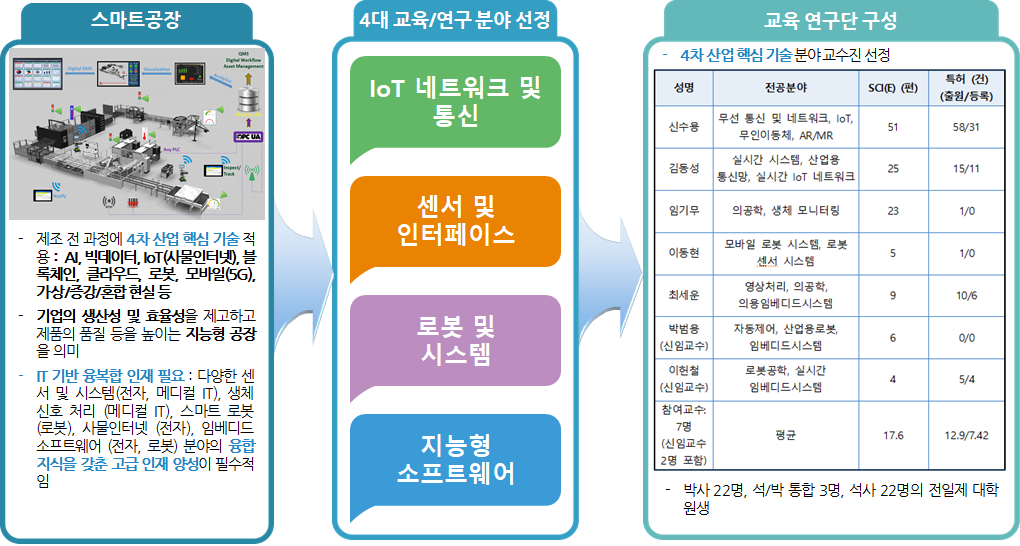 스마트공장
QMS
Digital Workflow
Asset Management
Digital SMS
Visualization
Analytics
OPC UA
Any PLC
Inspect/
Track
Notify
- 제조 전 과정에 4차 산업 핵심 기술 적
용 : AI, 빅데이터, IoT(사물인터넷), 블
록체인, 클라우드, 로봇, 모바일(5G),
가상/증강/혼합 현실 등
- 기업의 생산성 및 효율성을 제고하고
제품의 품질 등을 높이는 지능형 공장
을 의미
- IT 기반 융복합 인재 필요 : 다양한 센
서 및 시스템(전자, 메디컬 IT), 생체
신호 처리 (메디컬 IT), 스마트 로봇
(로봇), 사물인터넷 (전자), 임베디드
소프트웨어 (전자, 로봇) 분야의 융합
지식을 갖춘 고급 인재 양성이 필수적
임
4대 교육/연구 분야 선정
IoT 네트워크 및
통신
센서 및
인터페이스
로봇 및
시스템
지능형
소프트웨어
교육 연구단 구성
- 4차 산업 핵심 기술 분야 교수진 선정
성명 전공분야 SCI(E) (편) 특허 (건)
(출원/등록)
신수용 무선 통신 및 네트워크, IoT,
무인이동체, AR/MR 51 58/31
김동성 실시간 시스템, 산업용
통신망, 실시간 IoT 네트워크 25 15/11
임기무 의공학, 생체 모니터링 23 1/0
이동현 모바일 로봇 시스템, 로봇
센서 시스템 5 1/0
최세운 영상처리, 의공학,
의용임베디드시스템 9 10/6
박범용
(신임교수) 자동제어, 산업용로봇,
임베디드시스템 6 0/0
이헌철
(신임교수) 로봇공학, 실시간
임베디드시스템 4 5/4
참여교수:
7명
(신임교수
2명 포함) 평균 17.6 12.9/7.42
- 박사 22명, 석/박 통합 3명, 석사 22명의 전일제 대학
원생